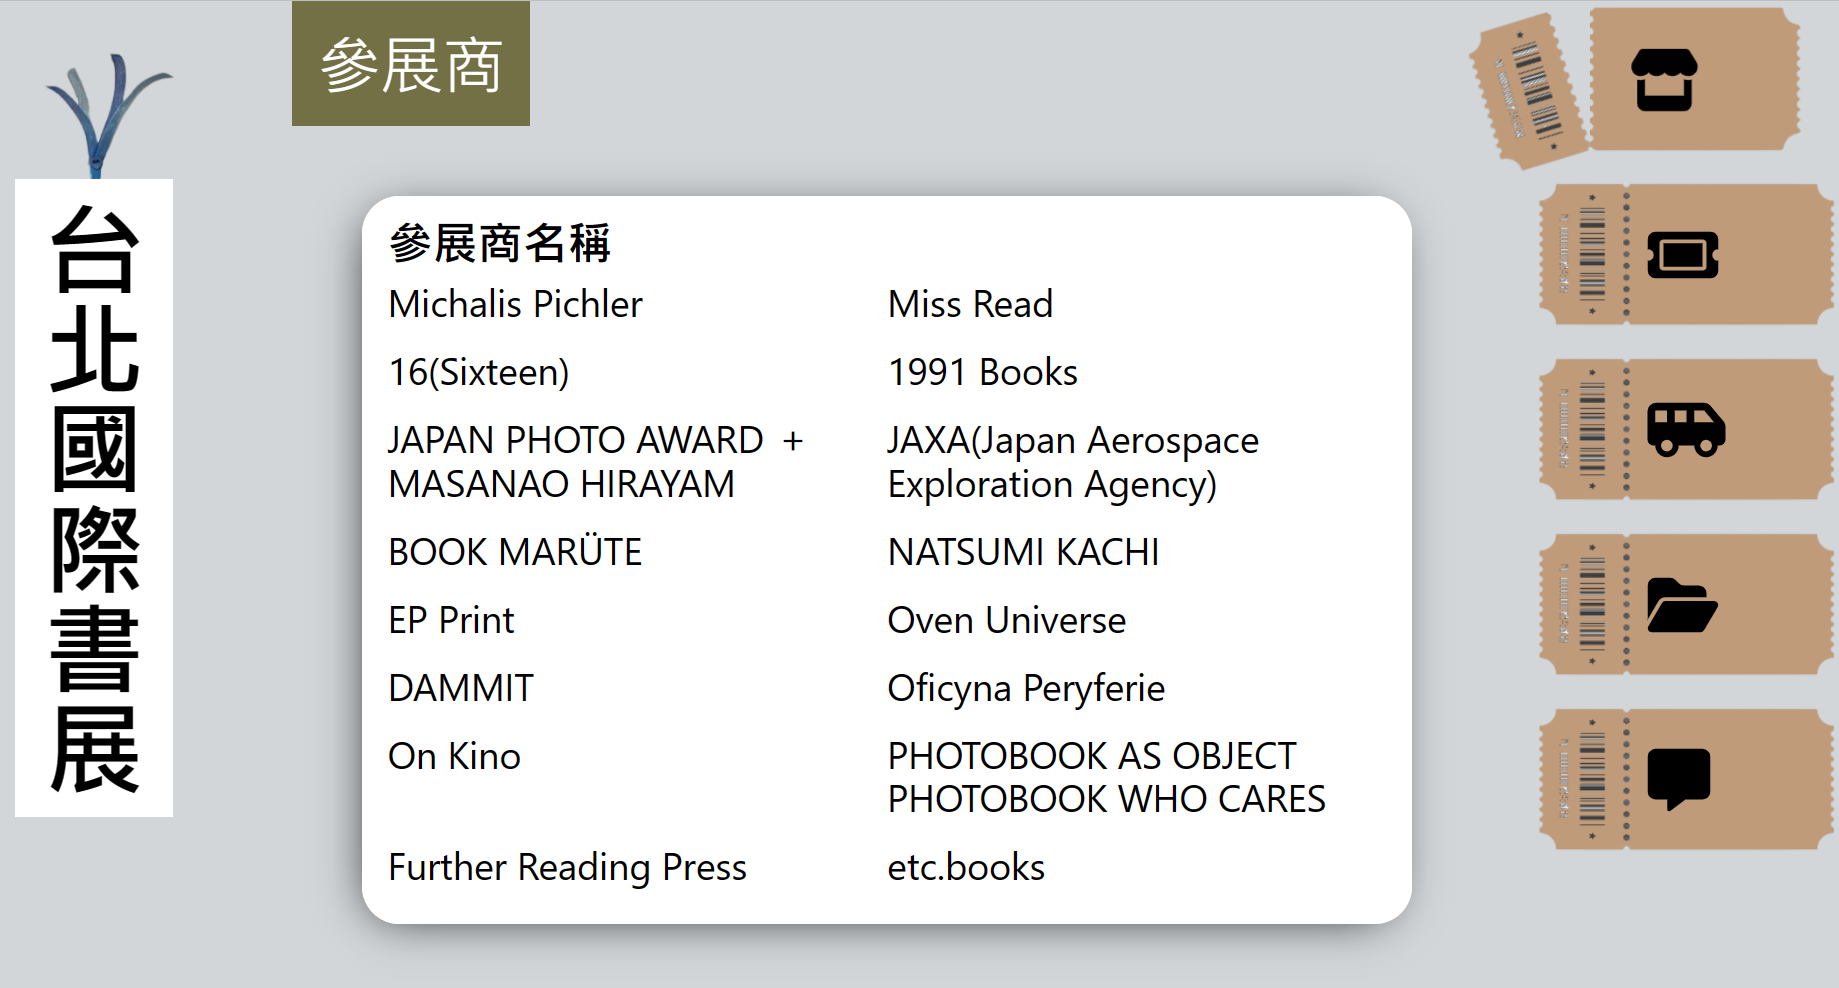 參展商
台北國際書展
參展商名稱
Michalis Pichler
Miss Read
16(Sixteen)
1991 Books
JAPAN PHOTO AWARD +
MASANAO HIRAYAM
JAXA(Japan Aerospace
Exploration Agency)
BOOK MARÜTE
NATSUMI KACHI
EP Print
Oven Universe
DAMMIT
Oficyna Peryferie
On Kino
PHOTOBOOK AS OBJECT
PHOTOBOOK WHO CARES
Further Reading Press
etc.books